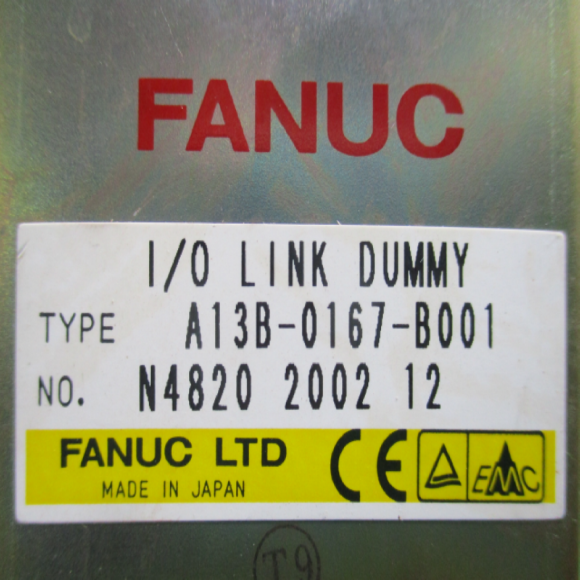 FANUC
I/O LINK DUMMY
TYPE A13B-0167-B001
NO. N4820 2002 12
FANUC LTD CE EMC
MADE IN JAPAN
T9